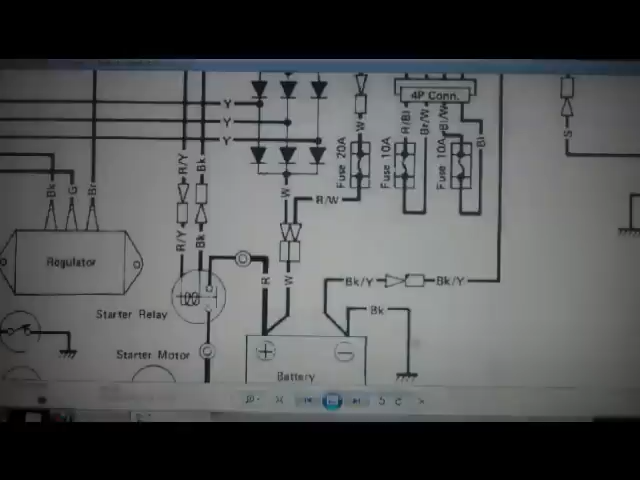 4P Conn.
Y
Y
Y
R/Y
Bk
W
Fuse 20A
R/Bl
Br/W
Fuse 10A
Bl/W
Fuse 10A
Bl
S
Bk
G
Br
W
R/W
R/Y
Bk
Regulator
R
W
Bk/Y
Bk/Y
Bk
Starter Relay
Starter Motor
+
−
Battery